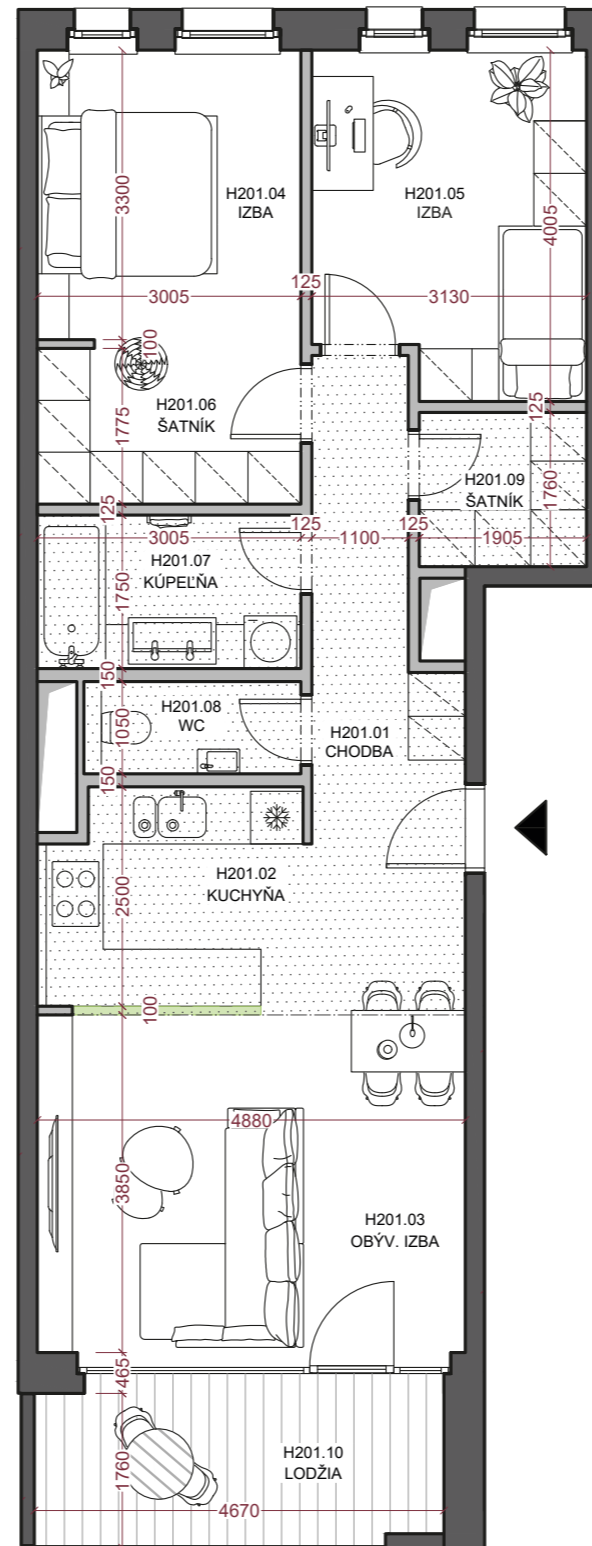 H201.04
IZBA
H201.05
IZBA
3300
4005
125
3005
3130
100
H201.06
ŠATNÍK
1775
125
H201.09
ŠATNÍK
1760
125
3005
125
1100
125
1905
H201.07
KÚPEĽŇA
1750
150
H201.08
WC
1050
H201.01
CHODBA
150
H201.02
KUCHYŇA
2500
100
4880
3850
H201.03
OBÝV. IZBA
465
H201.10
LODŽIA
1760
4670